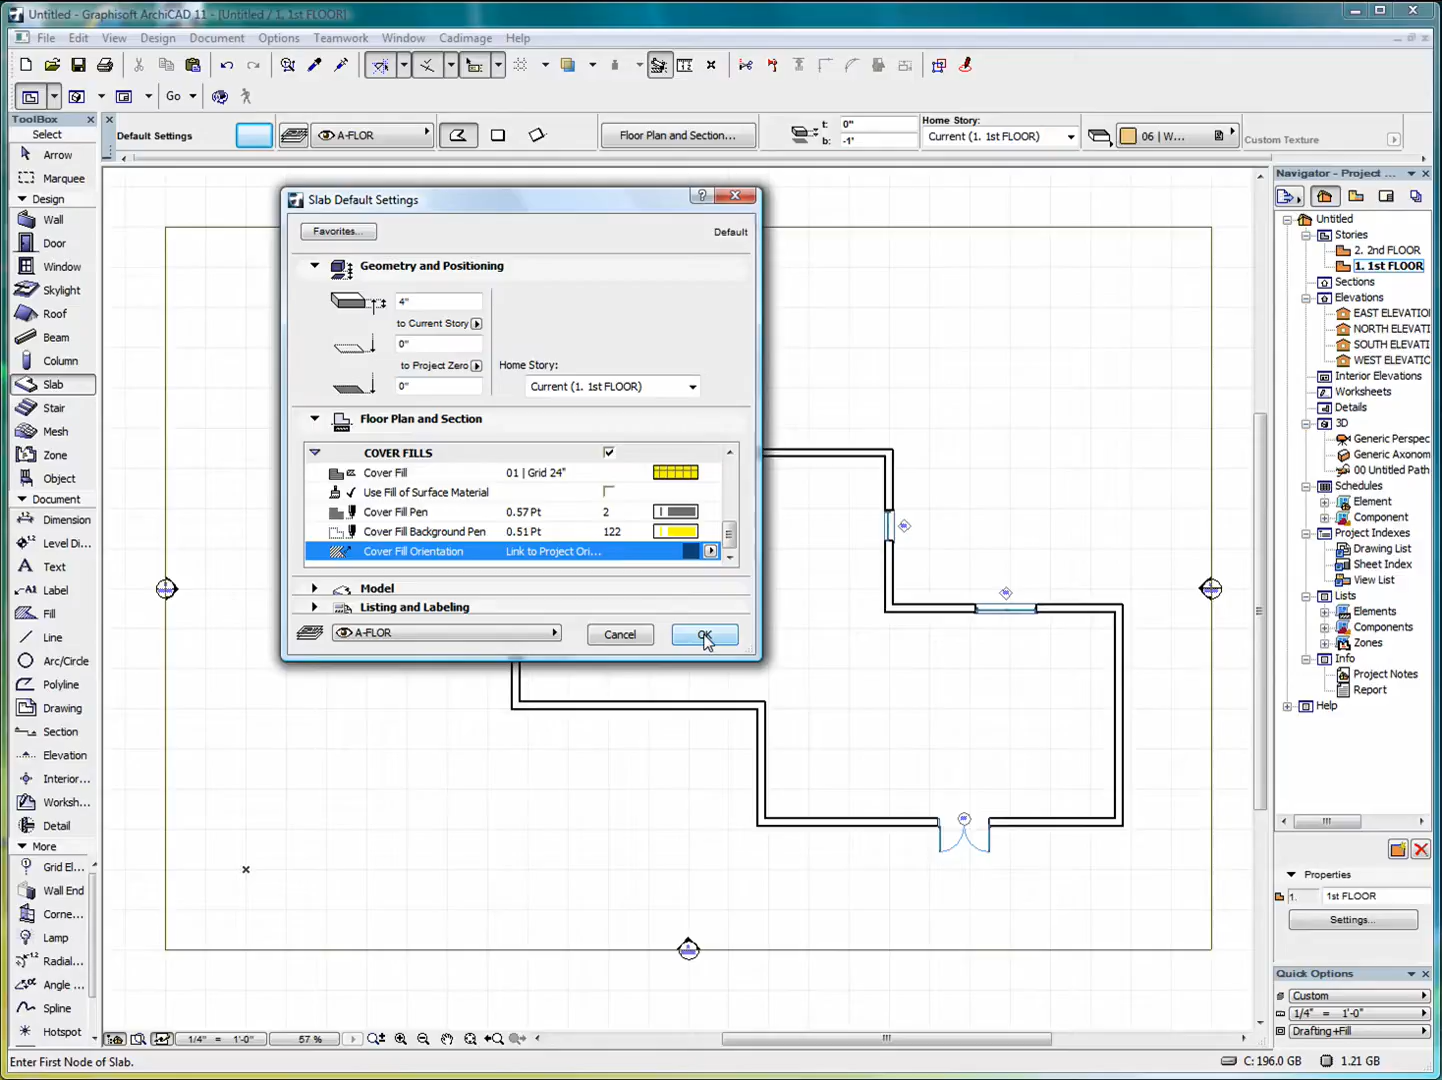 Untitled - Graphisoft ArchiCAD 11 - [Untitled / 1. 1st FLOOR]
File Edit View Design Document Options Teamwork Window Cadimage Help
Go
ToolBox
Select
Arrow
Marquee
Design
Wall
Door
Window
Skylight
Roof
Beam
Column
Slab
Stair
Mesh
Zone
Object
Document
Dimension
Level Di...
Text
Label
Fill
Line
Arc/Circle
Polyline
Drawing
Section
Elevation
Interior...
Worksh...
Detail
More
Grid El...
Wall End
Corne...
Lamp
Radial...
Angle ...
Spline
Hotspot
Default Settings
A-FLOR
Floor Plan and Section...
t: 0"
b: -1'
Home Story:
Current (1. 1st FLOOR)
06 | W...
Custom Texture
Slab Default Settings
Favorites...
Default
Geometry and Positioning
4"
to Current Story
0"
to Project Zero
0"
Home Story:
Current (1. 1st FLOOR)
Floor Plan and Section
COVER FILLS
Cover Fill 01 | Grid 24"
Use Fill of Surface Material
Cover Fill Pen 0.57 Pt 2
Cover Fill Background Pen 0.51 Pt 122
Cover Fill Orientation Link to Project Ori...
Model
Listing and Labeling
A-FLOR
Cancel
OK
Navigator - Project ...
Untitled
Stories
2. 2nd FLOOR
1. 1st FLOOR
Sections
Elevations
EAST ELEVATIO
NORTH ELEVATI
SOUTH ELEVATI
WEST ELEVATIC
Interior Elevations
Worksheets
Details
3D
Generic Perspec
Generic Axonom
00 Untitled Path
Schedules
Element
Component
Project Indexes
Drawing List
Sheet Index
View List
Lists
Elements
Components
Zones
Info
Project Notes
Report
Help
Properties
1. 1st FLOOR
Settings...
Quick Options
Custom
1/4" = 1'-0"
Drafting+Fill
1/4" = 1'-0"
57 %
Enter First Node of Slab.
C: 196.0 GB
1.21 GB